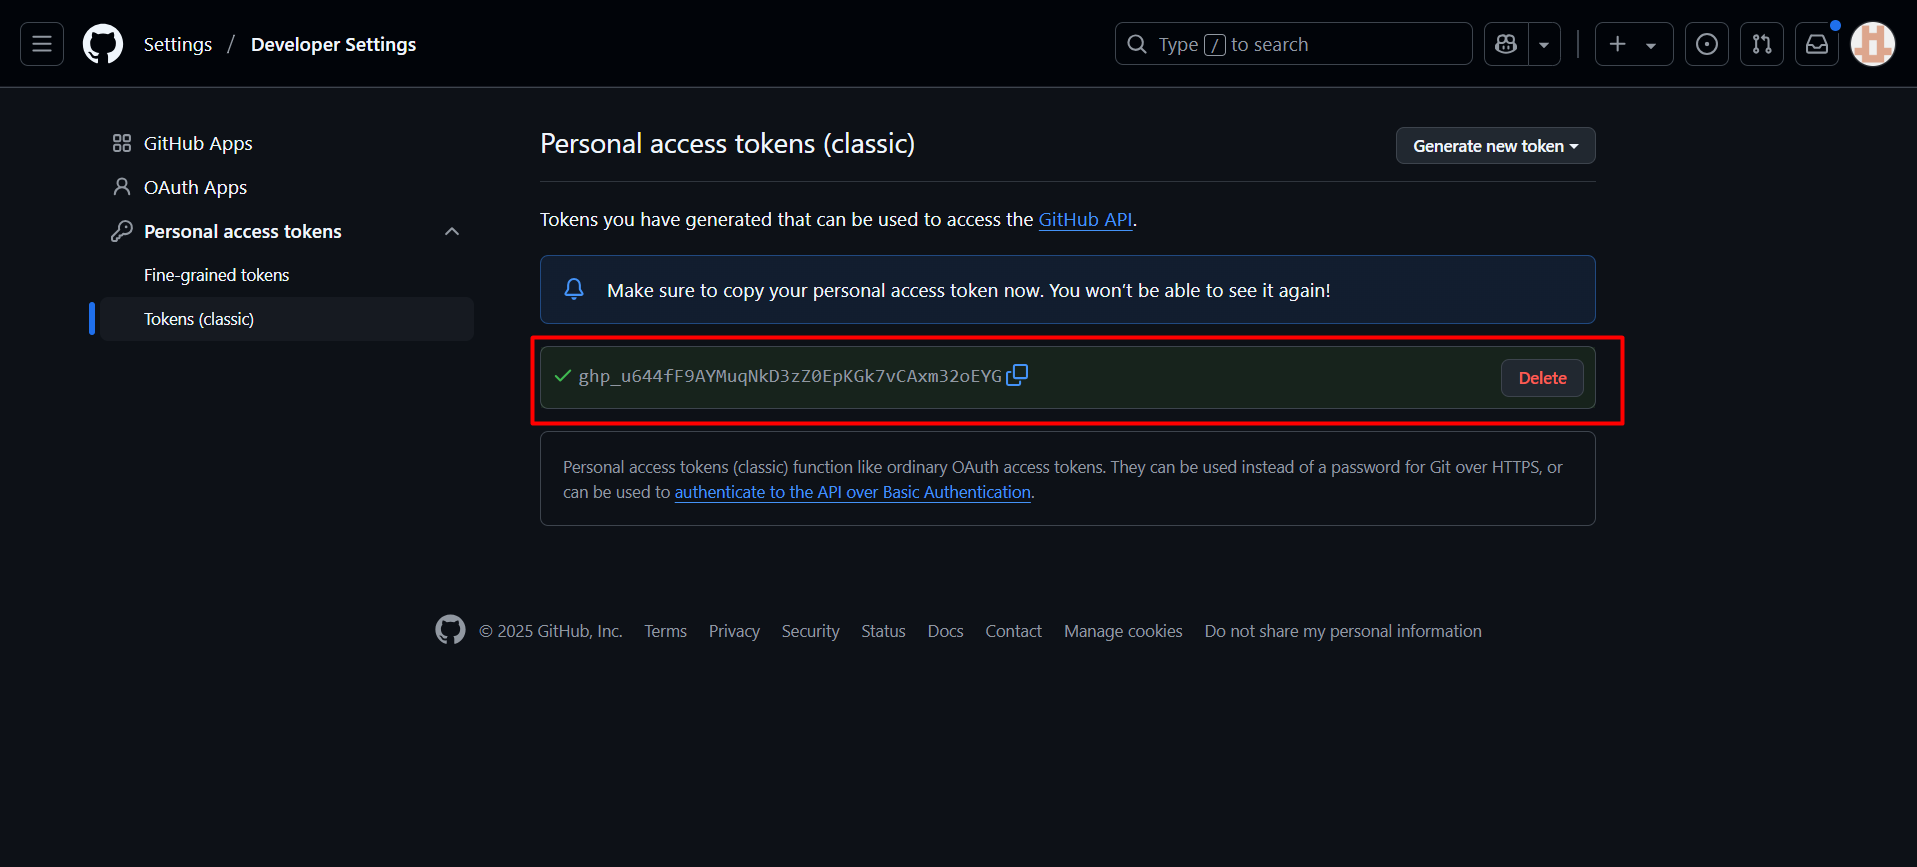 Settings / Developer Settings
Type / to search
GitHub Apps
OAuth Apps
Personal access tokens
Fine-grained tokens
Tokens (classic)
Personal access tokens (classic)
Generate new token
Tokens you have generated that can be used to access the GitHub API.
Make sure to copy your personal access token now. You won't be able to see it again!
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
Delete
Personal access tokens (classic) function like ordinary OAuth access tokens. They can be used instead of a password for Git over HTTPS, or
can be used to authenticate to the API over Basic Authentication.
© 2025 GitHub, Inc. Terms Privacy Security Status Docs Contact Manage cookies Do not share my personal information